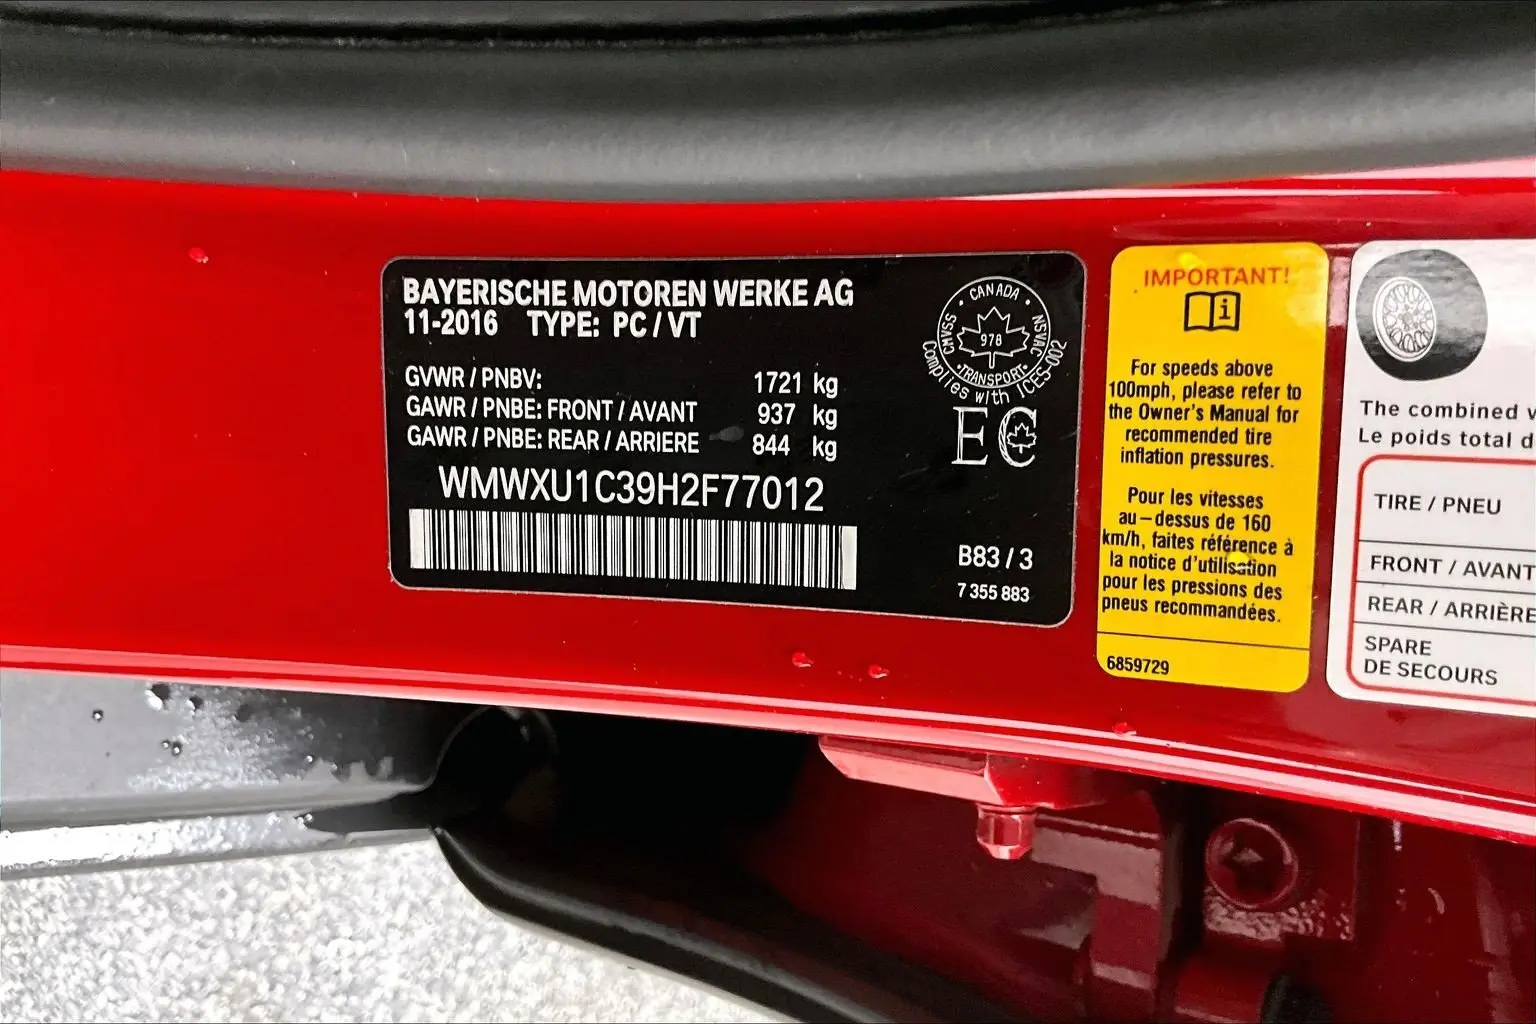 BAYERISCHE MOTOREN WERKE AG
11-2016 TYPE: PC / VT
GVWR / PNBV: 1721 kg
GAWR / PNBE: FRONT / AVANT 937 kg
GAWR / PNBE: REAR / ARRIERE 844 kg
WMWXU1C39H2F77012
CANADA
CMVSS NSVAC
978
TRANSPORT
Complies with ICES-002
EC
B83 / 3
7 355 883
IMPORTANT!
i
For speeds above
100mph, please refer to
the Owner's Manual for
recommended tire
inflation pressures.
Pour les vitesses
au-dessus de 160
km/h, faites référence à
la notice d'utilisation
pour les pressions des
pneus recommandées.
6859729
The combined
Le poids total
TIRE / PNEU
FRONT / AVANT
REAR / ARRIÈRE
SPARE
DE SECOURS